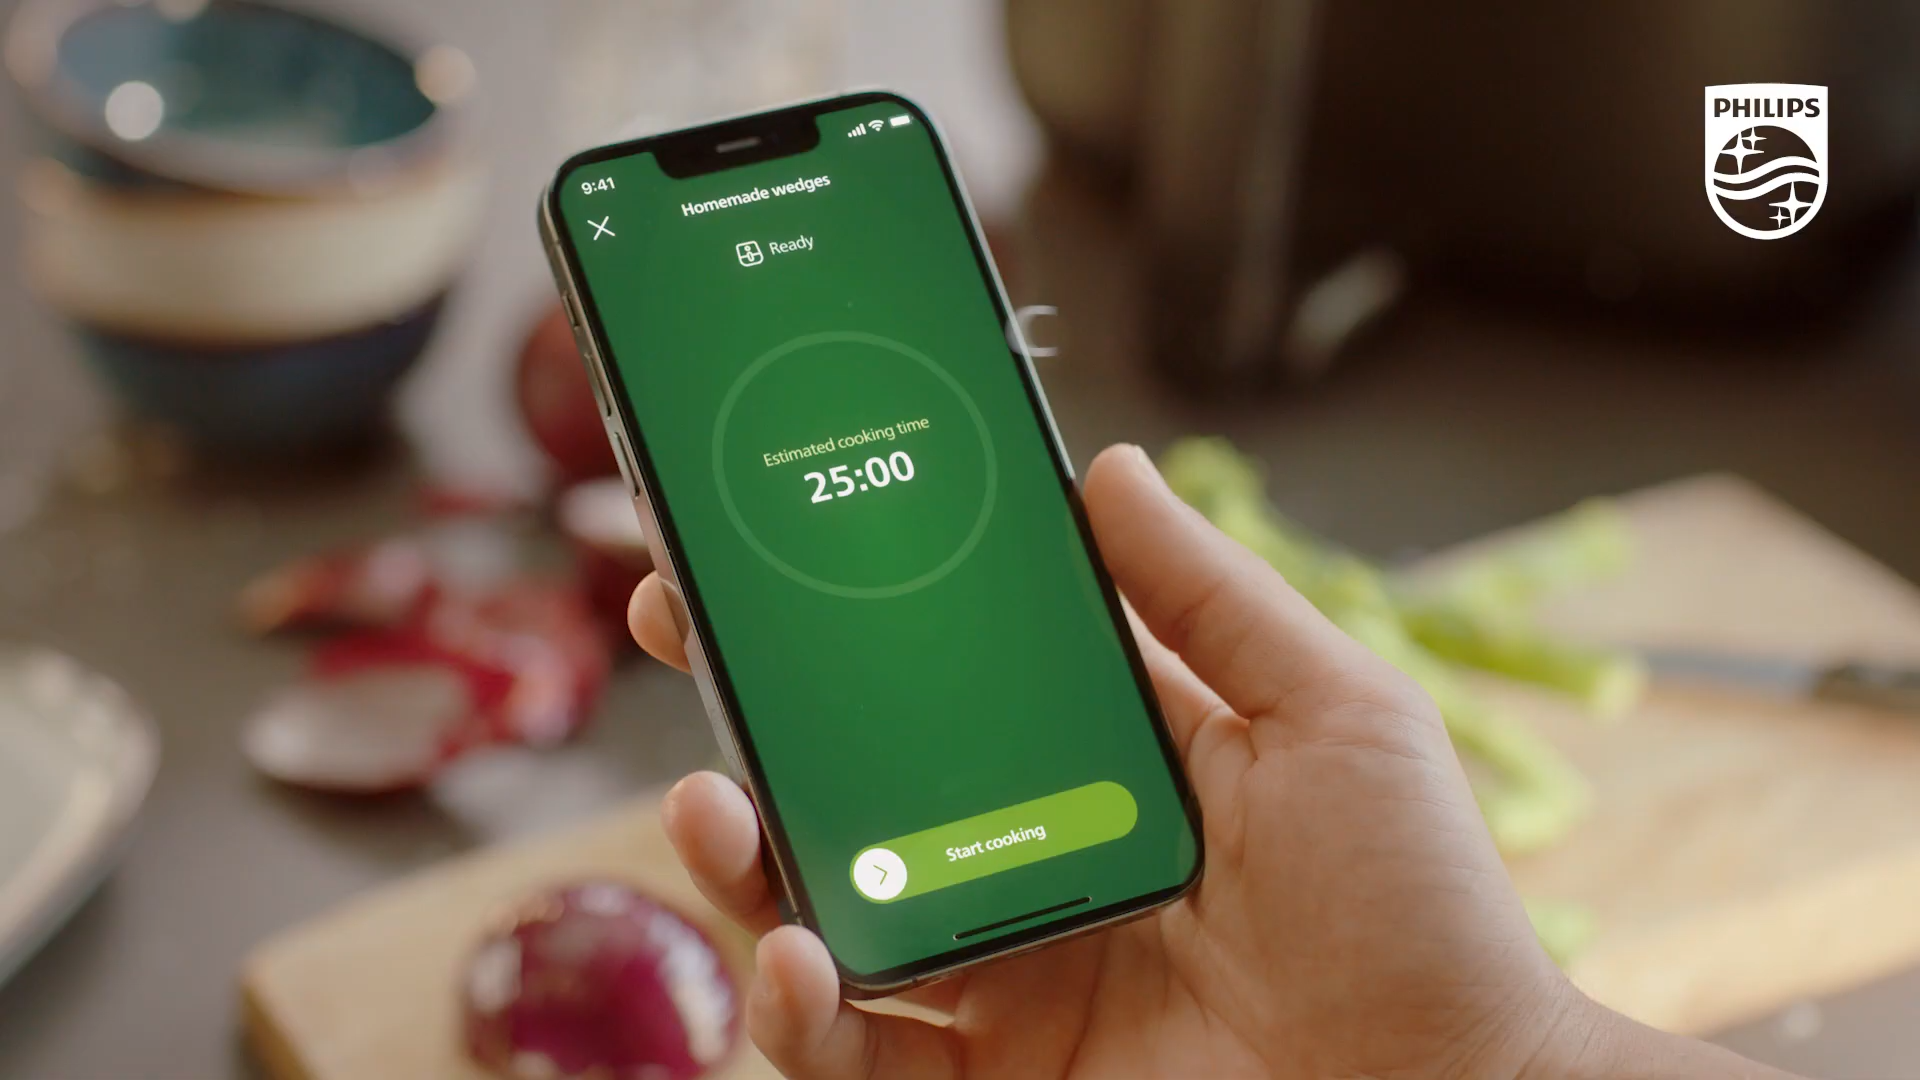 PHILIPS
9:41
Homemade wedges
Ready
C
Estimated cooking time
25:00
Start cooking